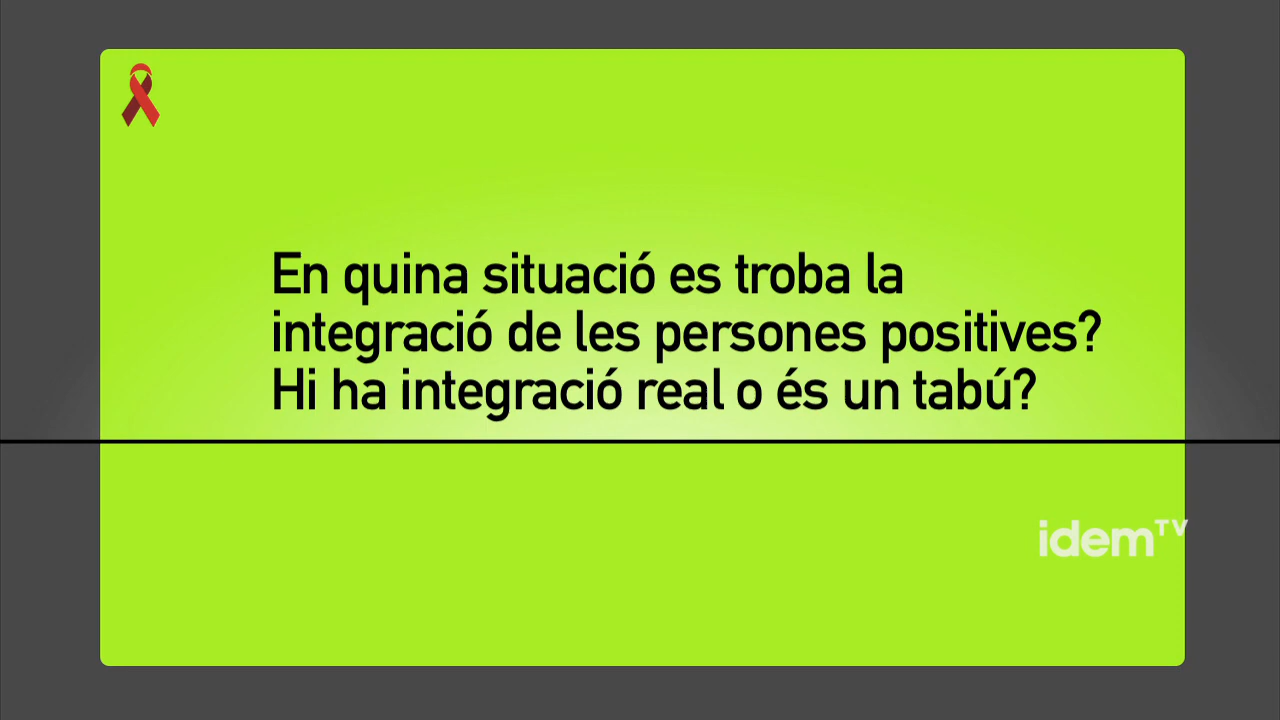 En quina situació es troba la
integració de les persones positives?
Hi ha integració real o és un tabú?
idemTV